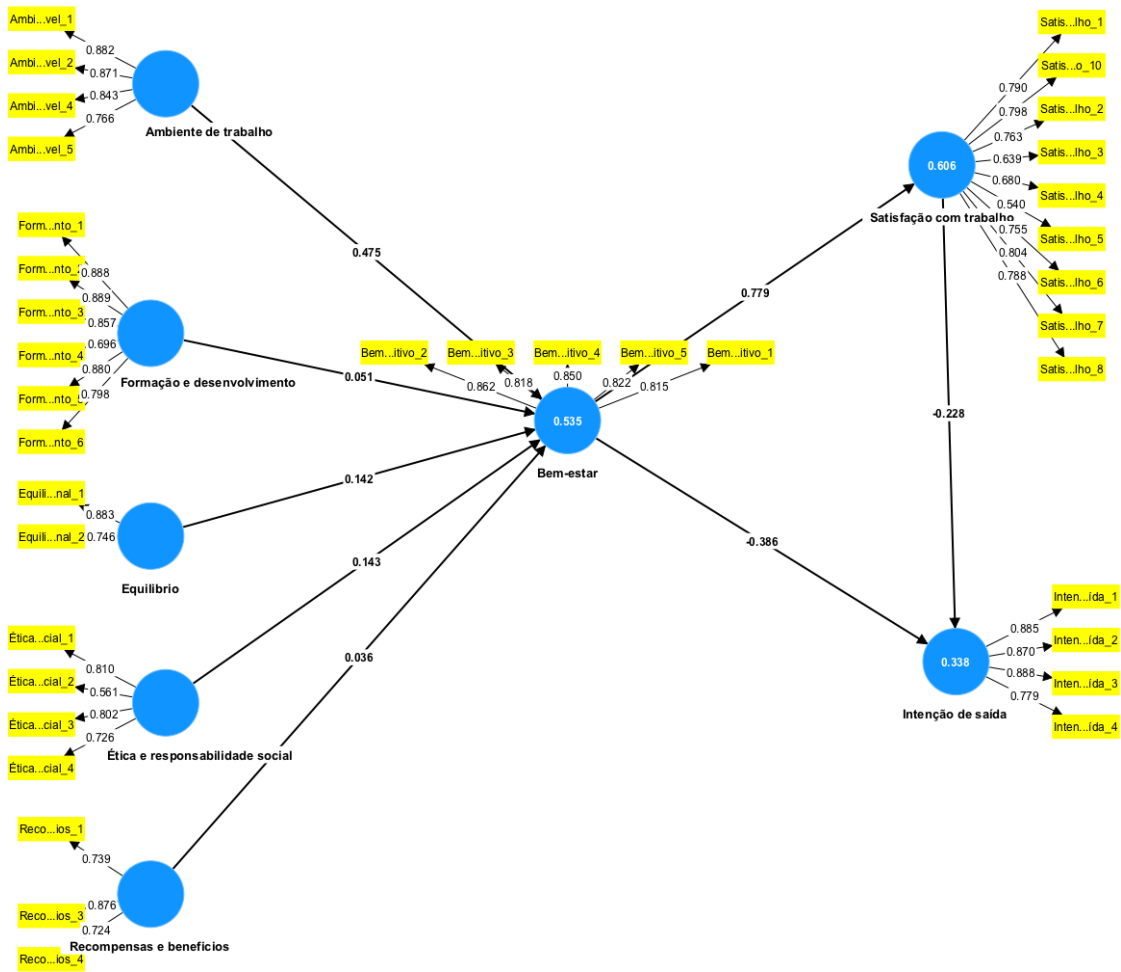 Ambi...vel_1
Ambi...vel_2
Ambi...vel_4
Ambi...vel_5
0.882
0.871
0.843
0.766
Ambiente de trabalho
Form...nto_1
Form...nto_
Form...nto_3
Form...nto_4
Form...nto_
Form...nto_6
0.888
0.889
0.857
0.696
0.880
0.798
Formação e desenvolvimento
Equili...nal_1
Equili...nal_2
0.883
0.746
Equilibrio
Ética...cial_1
Ética...cial_2
Ética...cial_3
Ética...cial_4
0.810
0.561
0.802
0.726
Ética e responsabilidade social
Reco...ios_1
Reco...ios_3
Reco...ios_4
0.739
0.876
0.724
Recompensas e beneficios
0.475
0.051
0.142
0.143
0.036
Bem...itivo_2
Bem...itivo_3
Bem...itivo_4
Bem...itivo_5
Bem...itivo_1
0.862
0.818
0.850
0.822
0.815
0.535
Bem-estar
0.779
-0.386
-0.228
Satis...lho_1
Satis...o_10
Satis...lho_2
Satis...lho_3
Satis...lho_4
Satis...lho_5
Satis...lho_6
Satis...lho_7
Satis...lho_8
0.790
0.798
0.763
0.639
0.680
0.540
0.755
0.804
0.788
0.606
Satisfação com trabalho
Inten...ída_1
Inten...ída_2
Inten...ída_3
Inten...ída_4
0.885
0.870
0.888
0.779
0.338
Intenção de saída